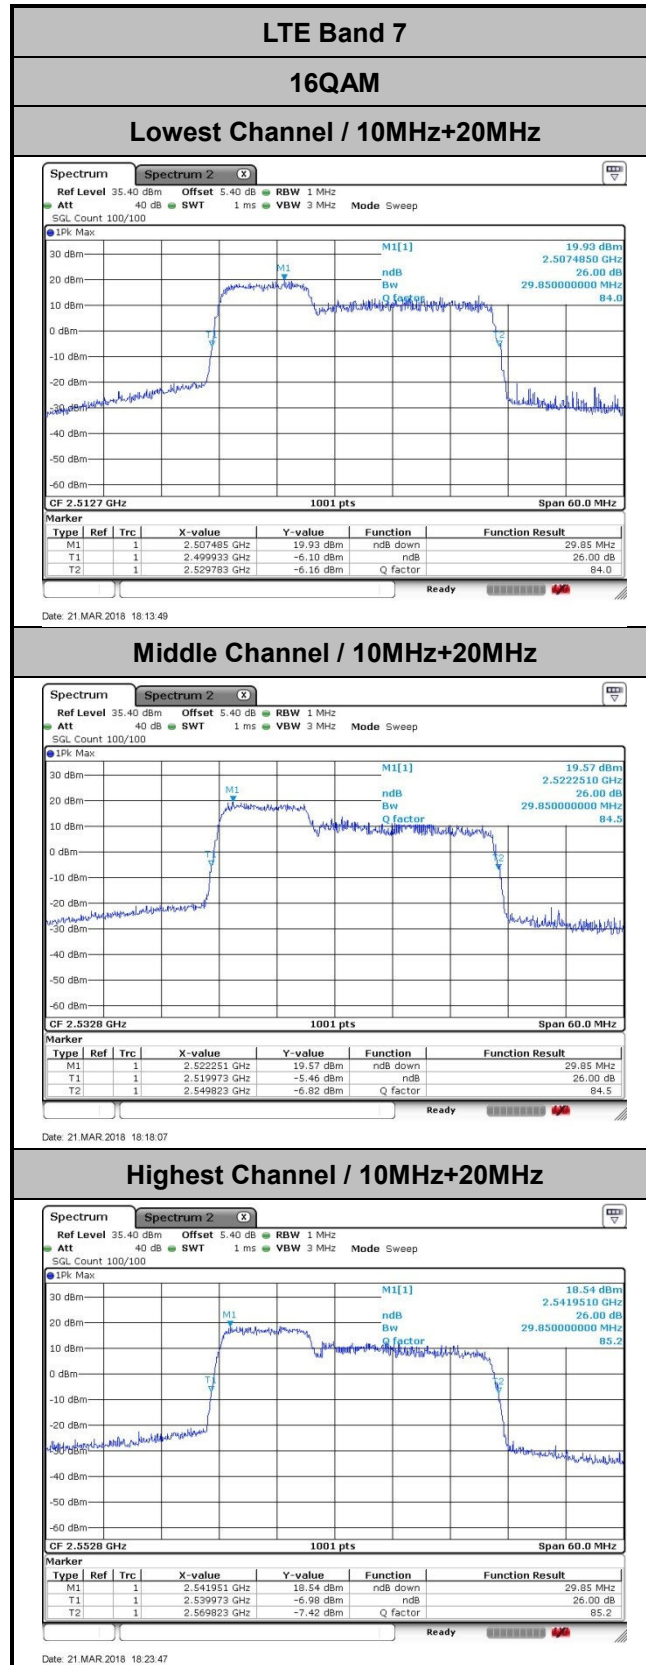 LTE Band 7
16QAM
Lowest Channel / 10MHz+20MHz
Spectrum Spectrum 2 X
Ref Level 35.40 dBm Offset 5.40 dB RBW 1 MHz
Att 40 dB SWT 1 ms VBW 3 MHz Mode Sweep
SGL Count 100/100
1Pk Max
M1[1] 19.93 dBm
2.5074850 GHz
ndB 26.00 dB
Bw 29.850000000 MHz
Q factor 84.0
30 dBm
20 dBm
10 dBm
0 dBm
-10 dBm
-20 dBm
-30 dBm
-40 dBm
-50 dBm
-60 dBm
M1
T1
T2
CF 2.5127 GHz 1001 pts Span 60.0 MHz
Marker
Type Ref Trc X-value Y-value Function Function Result
M1 1 2.507485 GHz 19.93 dBm ndB down 29.85 MHz
T1 1 2.499933 GHz -6.10 dBm ndB 26.00 dB
T2 1 2.529783 GHz -6.16 dBm Q factor 84.0
Ready
Date: 21.MAR.2018 18:13:49
Middle Channel / 10MHz+20MHz
Spectrum Spectrum 2 X
Ref Level 35.40 dBm Offset 5.40 dB RBW 1 MHz
Att 40 dB SWT 1 ms VBW 3 MHz Mode Sweep
SGL Count 100/100
1Pk Max
M1[1] 19.57 dBm
2.5222510 GHz
ndB 26.00 dB
Bw 29.850000000 MHz
Q factor 84.5
30 dBm
20 dBm
10 dBm
0 dBm
-10 dBm
-20 dBm
-30 dBm
-40 dBm
-50 dBm
-60 dBm
M1
T1
T2
CF 2.5328 GHz 1001 pts Span 60.0 MHz
Marker
Type Ref Trc X-value Y-value Function Function Result
M1 1 2.522251 GHz 19.57 dBm ndB down 29.85 MHz
T1 1 2.519973 GHz -5.46 dBm ndB 26.00 dB
T2 1 2.549823 GHz -6.82 dBm Q factor 84.5
Ready
Date: 21.MAR.2018 18:18:07
Highest Channel / 10MHz+20MHz
Spectrum Spectrum 2 X
Ref Level 35.40 dBm Offset 5.40 dB RBW 1 MHz
Att 40 dB SWT 1 ms VBW 3 MHz Mode Sweep
SGL Count 100/100
1Pk Max
M1[1] 18.54 dBm
2.5419510 GHz
ndB 26.00 dB
Bw 29.850000000 MHz
Q factor 85.2
30 dBm
20 dBm
10 dBm
0 dBm
-10 dBm
-20 dBm
-30 dBm
-40 dBm
-50 dBm
-60 dBm
M1
T1
T2
CF 2.5528 GHz 1001 pts Span 60.0 MHz
Marker
Type Ref Trc X-value Y-value Function Function Result
M1 1 2.541951 GHz 18.54 dBm ndB down 29.85 MHz
T1 1 2.539973 GHz -6.98 dBm ndB 26.00 dB
T2 1 2.569823 GHz -7.42 dBm Q factor 85.2
Ready
Date: 21.MAR.2018 18:23:47